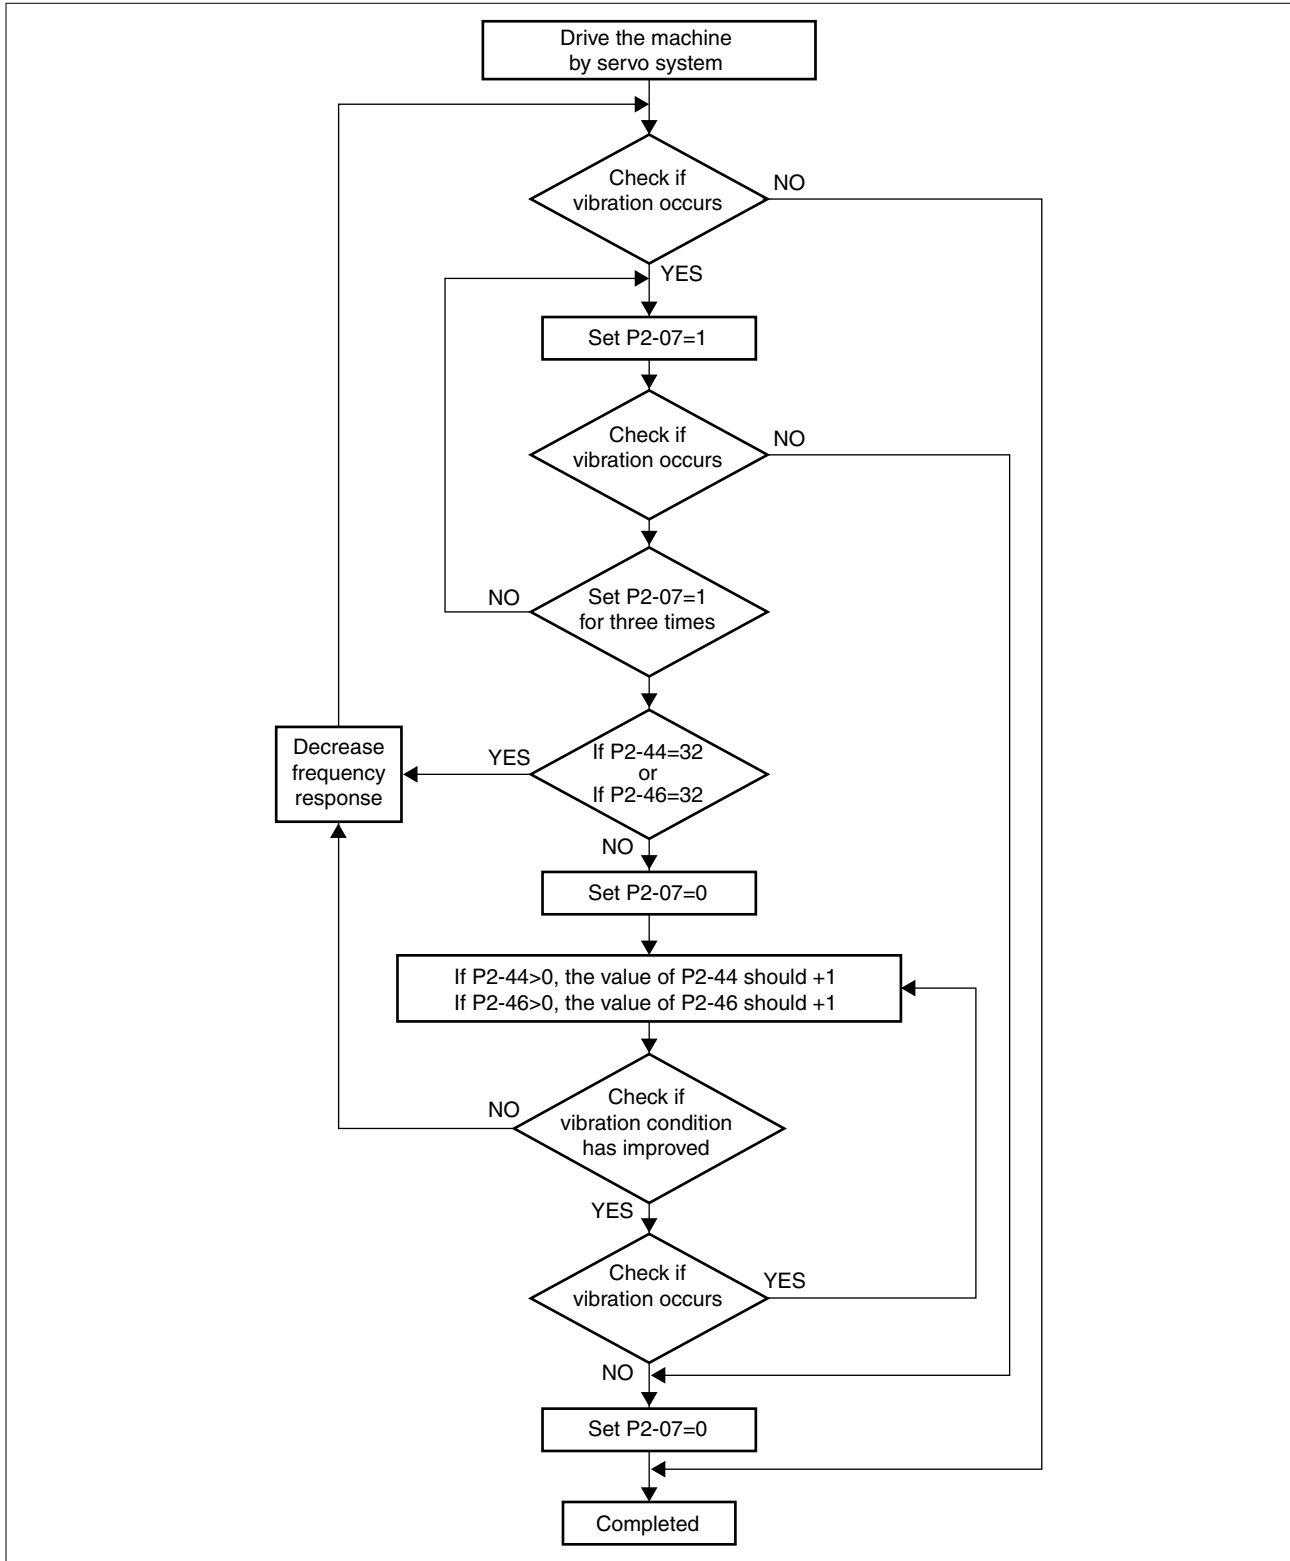 Drive the machine
by servo system
Check if
vibration occurs
NO
YES
Set P2-07=1
Check if
vibration occurs
NO
Set P2-07=1
for three times
NO
If P2-44=32
or
If P2-46=32
YES
Decrease
frequency
response
NO
Set P2-07=0
If P2-44>0, the value of P2-44 should +1
If P2-46>0, the value of P2-46 should +1
Check if
vibration condition
has improved
NO
YES
Check if
vibration occurs
YES
NO
Set P2-07=0
Completed